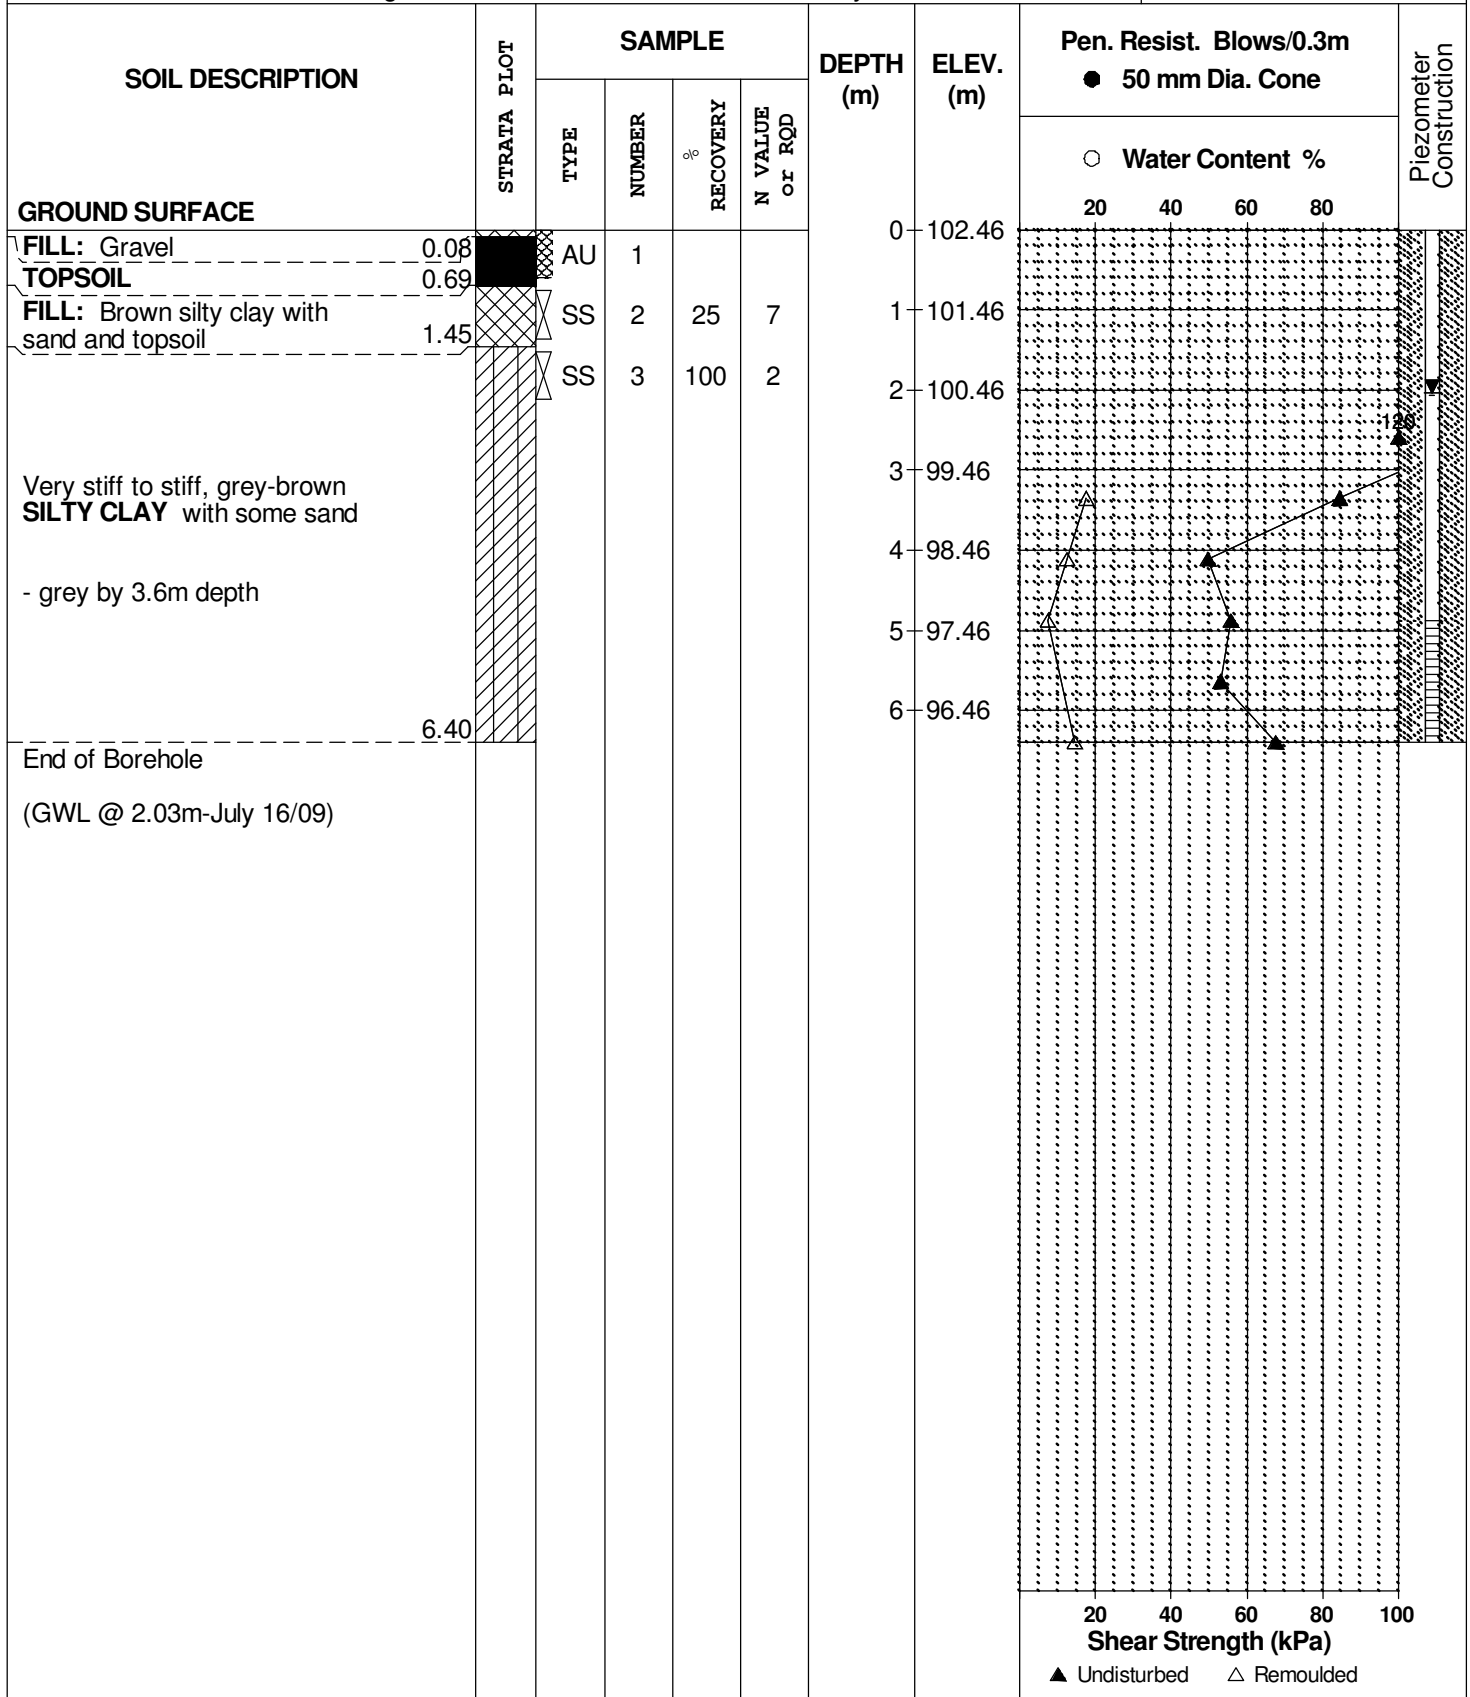 SOIL DESCRIPTION
STRATA PLOT
SAMPLE
TYPE
NUMBER
% RECOVERY
N VALUE or RQD
DEPTH (m)
ELEV. (m)
Pen. Resist. Blows/0.3m
● 50 mm Dia. Cone
○ Water Content %
Piezometer Construction
20 40 60 80
GROUND SURFACE
0 102.46
FILL: Gravel 0.08
AU 1
TOPSOIL 0.69
FILL: Brown silty clay with
sand and topsoil 1.45
SS 2 25 7
1 101.46
SS 3 100 2
2 100.46
3 99.46
Very stiff to stiff, grey-brown
SILTY CLAY with some sand
4 98.46
- grey by 3.6m depth
5 97.46
6 96.46
6.40
End of Borehole
(GWL @ 2.03m-July 16/09)
20 40 60 80 100
Shear Strength (kPa)
▲ Undisturbed △ Remoulded